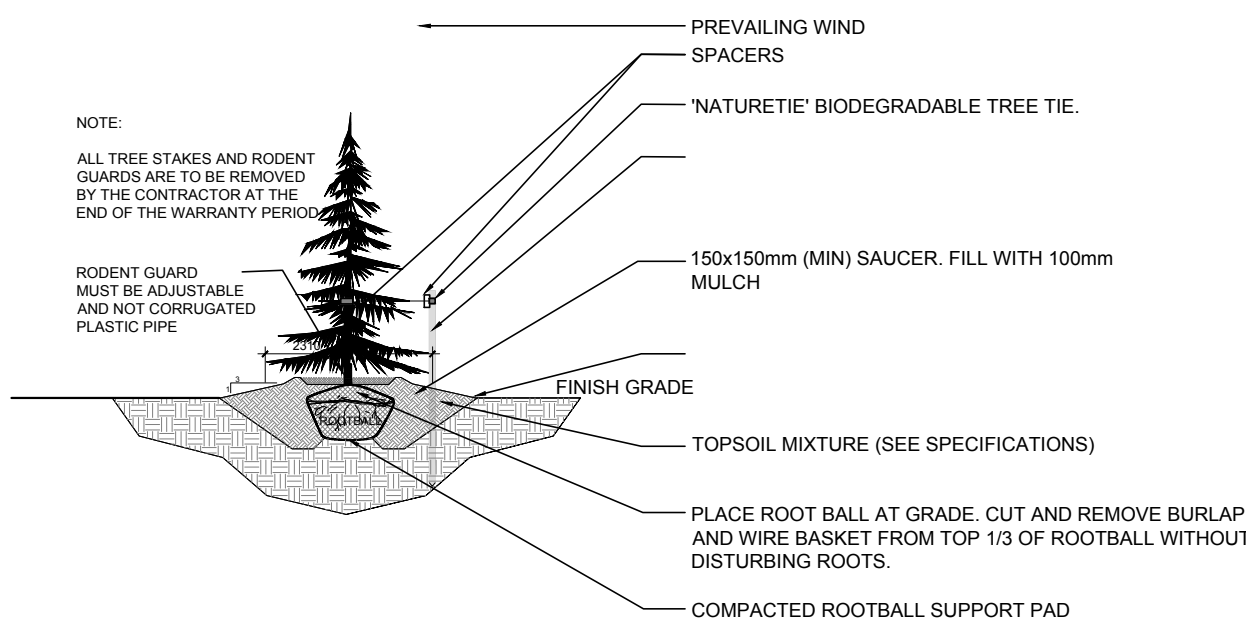 PREVAILING WIND
SPACERS
'NATURETIE' BIODEGRADABLE TREE TIE.
NOTE:
ALL TREE STAKES AND RODENT
GUARDS ARE TO BE REMOVED
BY THE CONTRACTOR AT THE
END OF THE WARRANTY PERIOD
RODENT GUARD
MUST BE ADJUSTABLE
AND NOT CORRUGATED
PLASTIC PIPE
150x150mm (MIN) SAUCER. FILL WITH 100mm
MULCH
2310
3
1
FINISH GRADE
ROOTBALL
TOPSOIL MIXTURE (SEE SPECIFICATIONS)
PLACE ROOT BALL AT GRADE. CUT AND REMOVE BURLAP
AND WIRE BASKET FROM TOP 1/3 OF ROOTBALL WITHOUT
DISTURBING ROOTS.
COMPACTED ROOTBALL SUPPORT PAD